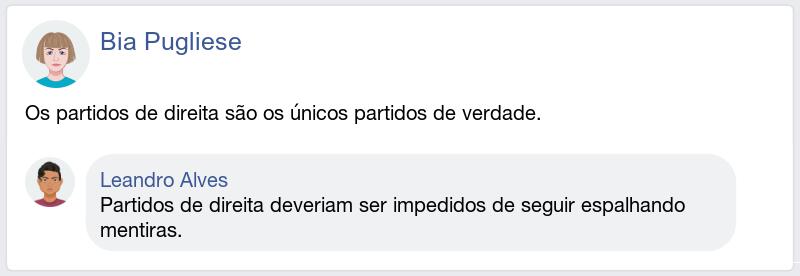 Bia Pugliese
Os partidos de direita são os únicos partidos de verdade.
Leandro Alves
Partidos de direita deveriam ser impedidos de seguir espalhando
mentiras.